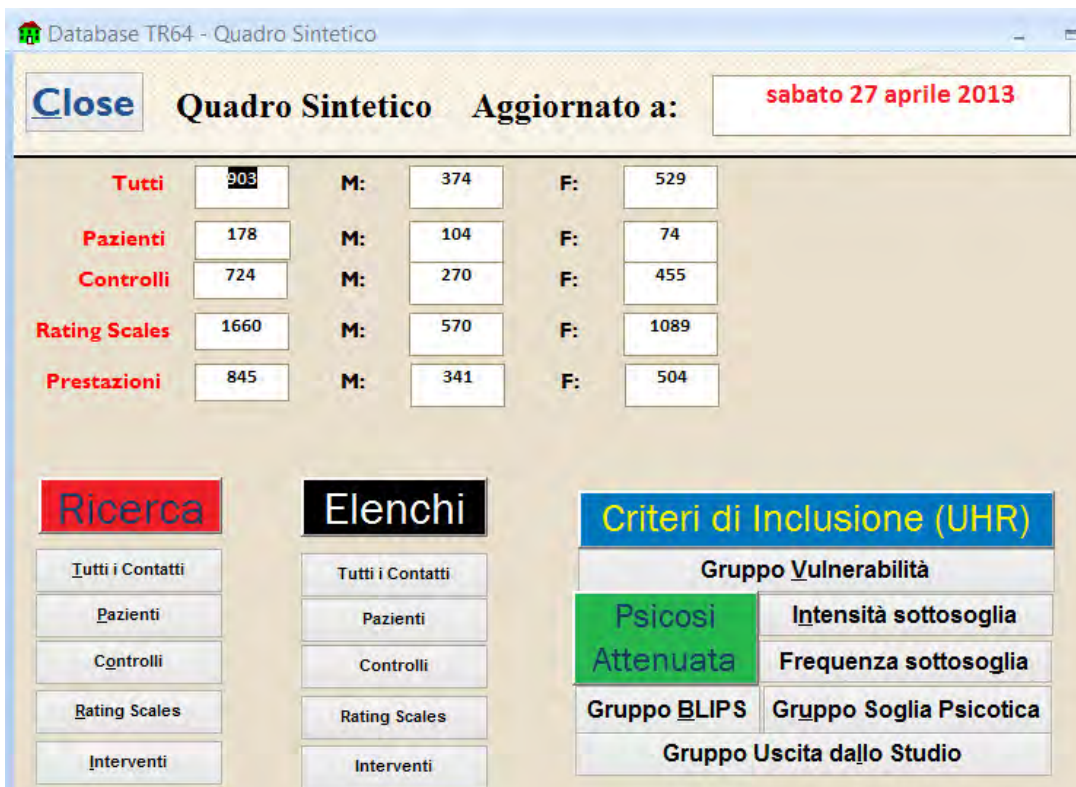 Database TR64 - Quadro Sintetico
Close Quadro Sintetico Aggiornato a: sabato 27 aprile 2013
Tutti 903 M: 374 F: 529
Pazienti 178 M: 104 F: 74
Controlli 724 M: 270 F: 455
Rating Scales 1660 M: 570 F: 1089
Prestazioni 845 M: 341 F: 504
Ricerca Elenchi Criteri di Inclusione (UHR)
Tutti i Contatti Tutti i Contatti Gruppo Vulnerabilità
Pazienti Pazienti Psicosi Intensità sottosoglia
Controlli Controlli Attenuata Frequenza sottosoglia
Rating Scales Rating Scales Gruppo BLIPS Gruppo Soglia Psicotica
Interventi Interventi Gruppo Uscita dallo Studio